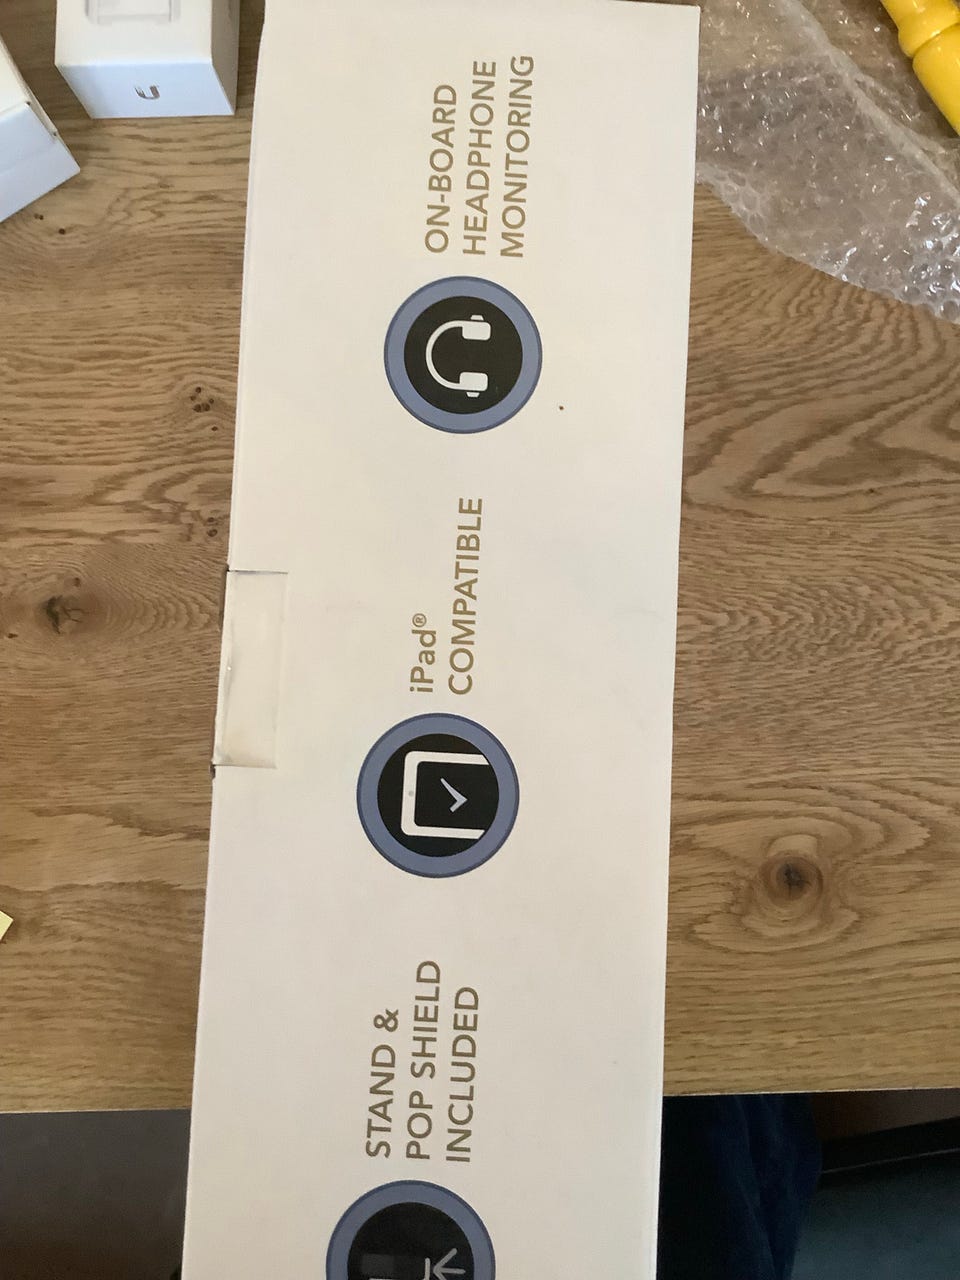 STAND &
POP SHIELD
INCLUDED
iPad®
COMPATIBLE
ON-BOARD
HEADPHONE
MONITORING